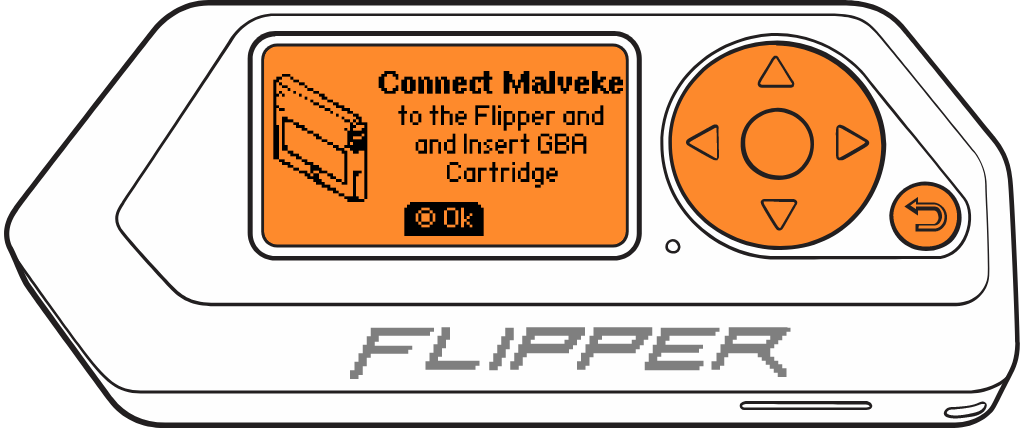 Connect Malveke
to the Flipper and
and Insert GBA
Cartridge
Ok
FLIPPER